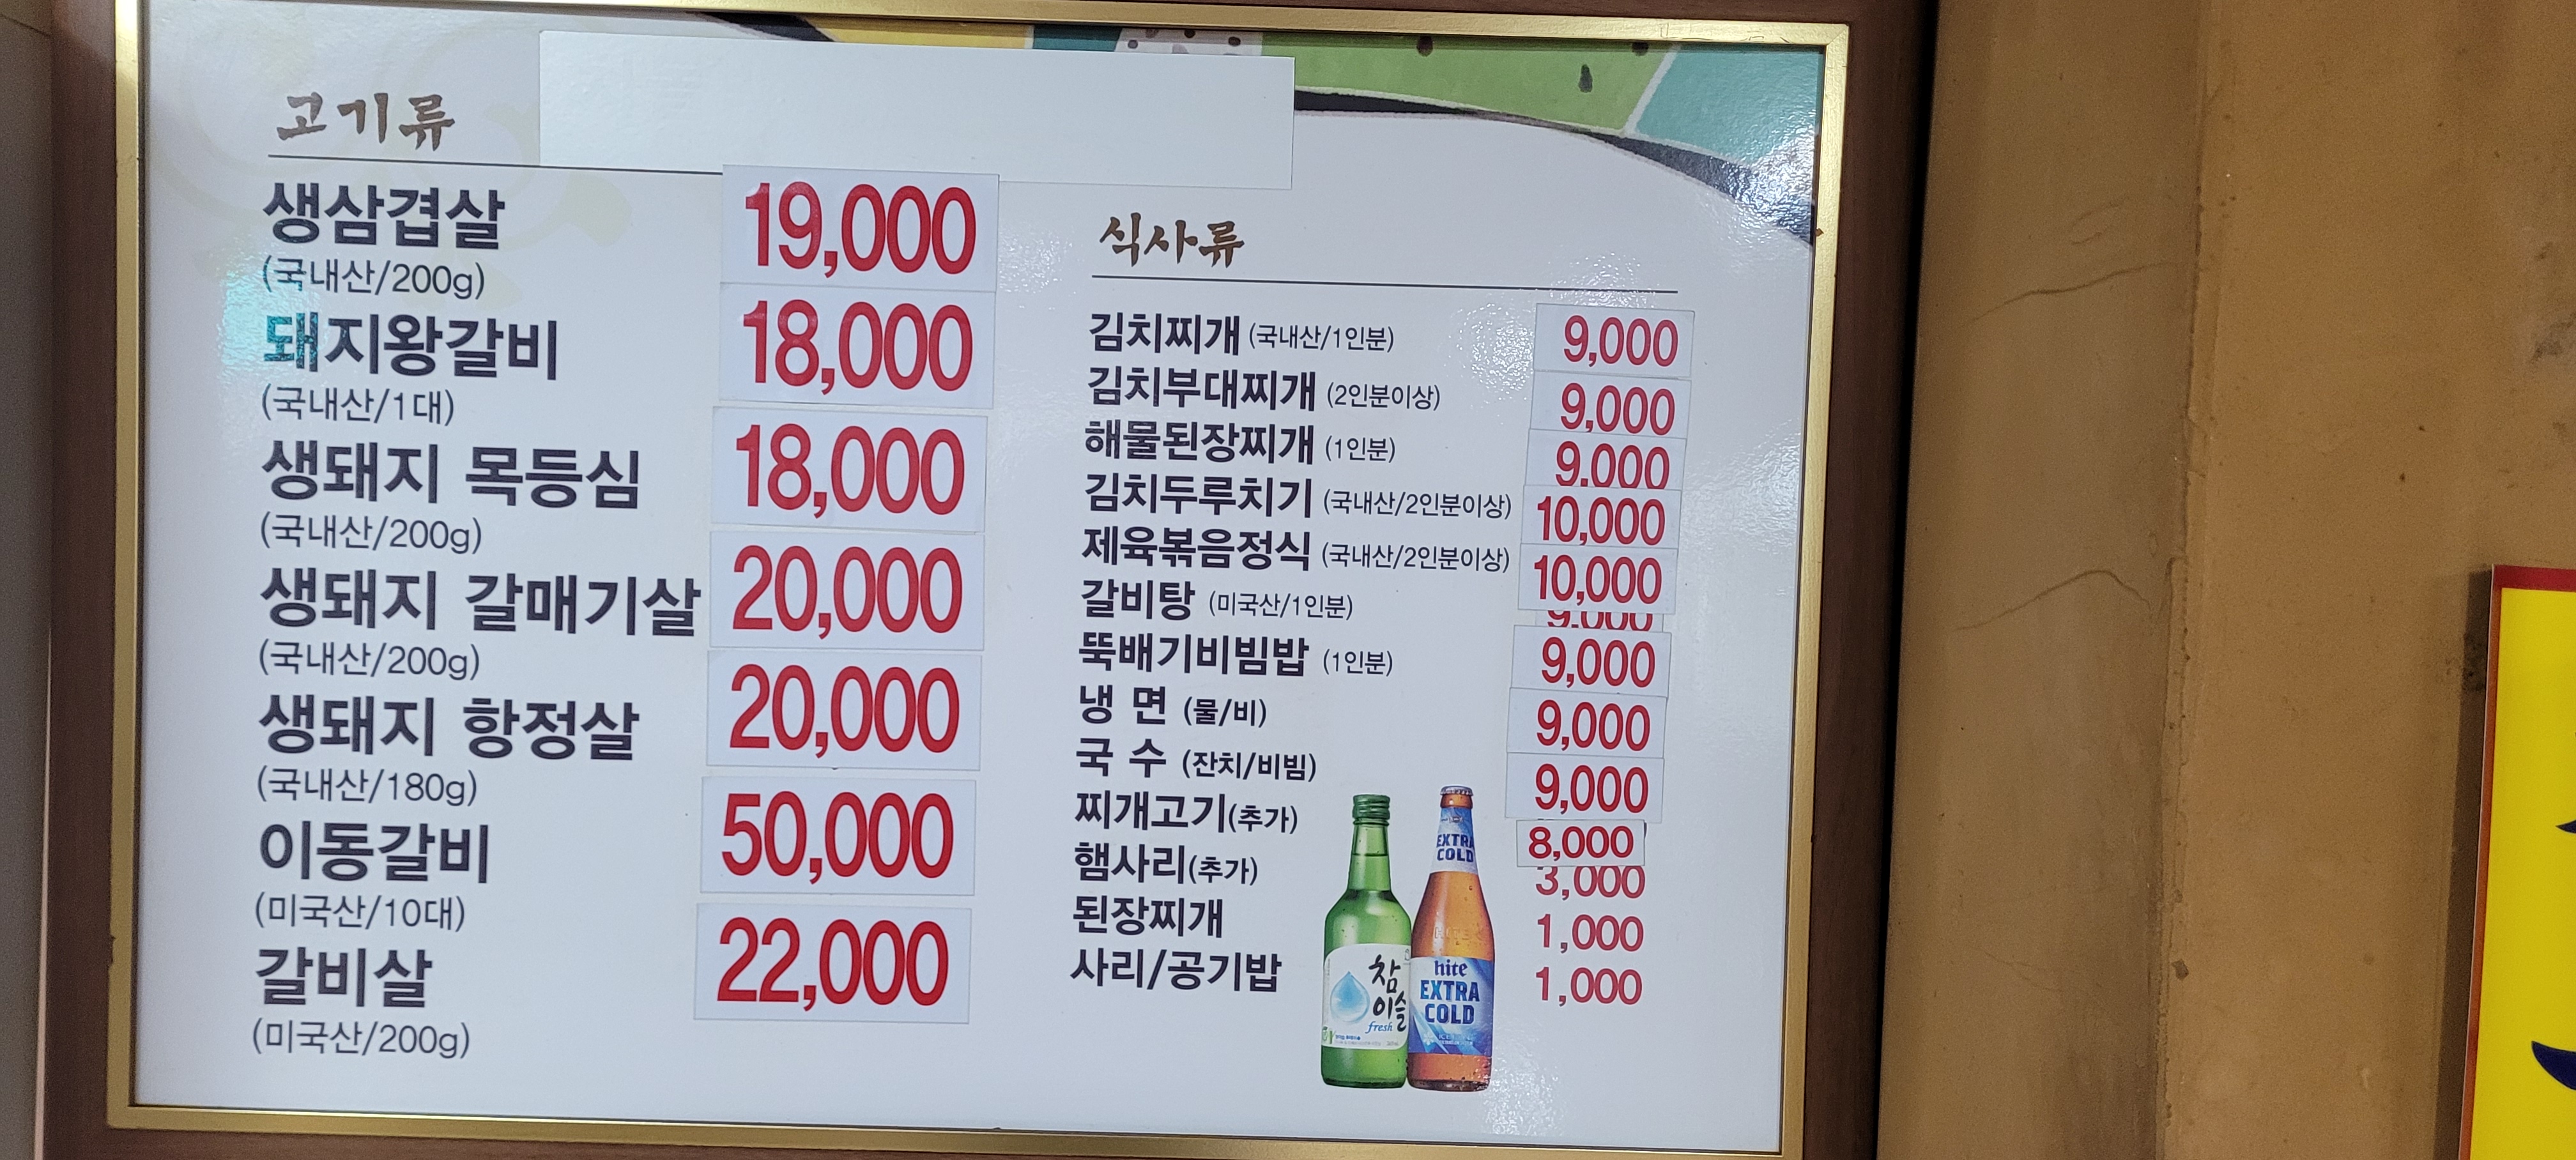 고기류
생삼겹살 19,000
(국내산/200g)
돼지왕갈비 18,000
(국내산/1대)
생돼지 목등심 18,000
(국내산/200g)
생돼지 갈매기살 20,000
(국내산/200g)
생돼지 항정살 20,000
(국내산/180g)
이동갈비 50,000
(미국산/10대)
갈비살 22,000
(미국산/200g)
식사류
김치찌개 (국내산/1인분) 9,000
김치부대찌개 (2인분이상) 9,000
해물된장찌개 (1인분) 9,000
김치두루치기 (국내산/2인분이상) 10,000
제육볶음정식 (국내산/2인분이상) 10,000
갈비탕 (미국산/1인분) 9,000
뚝배기비빔밥 (1인분) 9,000
냉 면 (물/비) 9,000
국 수 (잔치/비빔) 9,000
찌개고기(추가) 8,000
햄사리(추가) 3,000
된장찌개 1,000
사리/공기밥 1,000
참
이슬
fresh
EXTRA
COLD
hite
EXTRA
COLD